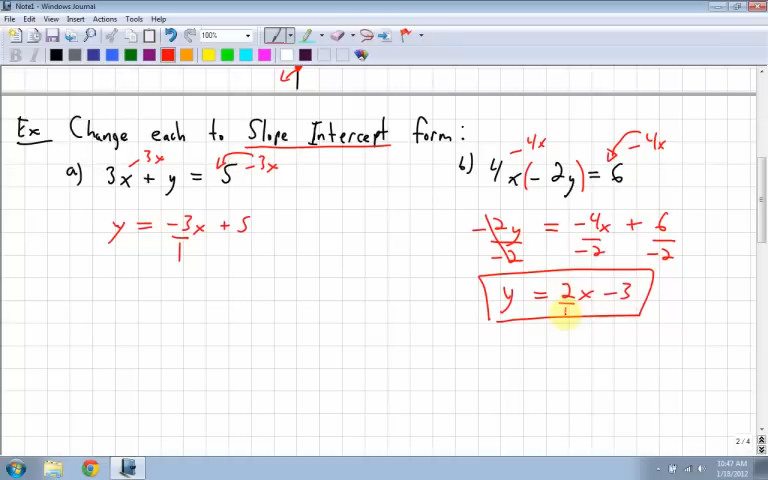 Note1 - Windows Journal
File Edit View Insert Actions Tools Help
100%
B I
Ex Change each to Slope Intercept form:
a) 3x + y = 5
-3x
-3x
y = -3x/1 + 5
b) 4x (- 2y) = 6
-4x
-4x
-2y/-2 = -4x/-2 + 6/-2
y = 2/1 x - 3
2 / 4
10:47 AM
1/18/2012